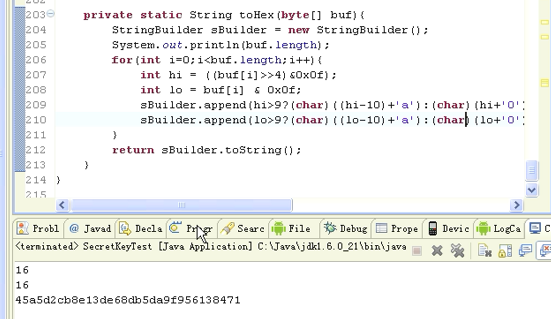 203 private static String toHex(byte[] buf){
204 StringBuilder sBuilder = new StringBuilder();
205 System.out.println(buf.length);
206 for(int i=0;i<buf.length;i++){
207 int hi = ((buf[i]>>4)&0x0f);
208 int lo = buf[i] & 0x0f;
209 sBuilder.append(hi>9?(char)((hi-10)+'a'):(char)(hi+'0')
210 sBuilder.append(lo>9?(char)((lo-10)+'a'):(char)(lo+'0')
211 }
212 return sBuilder.toString();
213 }
214 }
215
Probl Javad Decla Progr Searc File Debug Prope Devic LogCa C
<terminated> SecretKeyTest [Java Application] C:\Java\jdk1.6.0_21\bin\java
16
16
45a5d2cb8e13de68db5da9f956138471